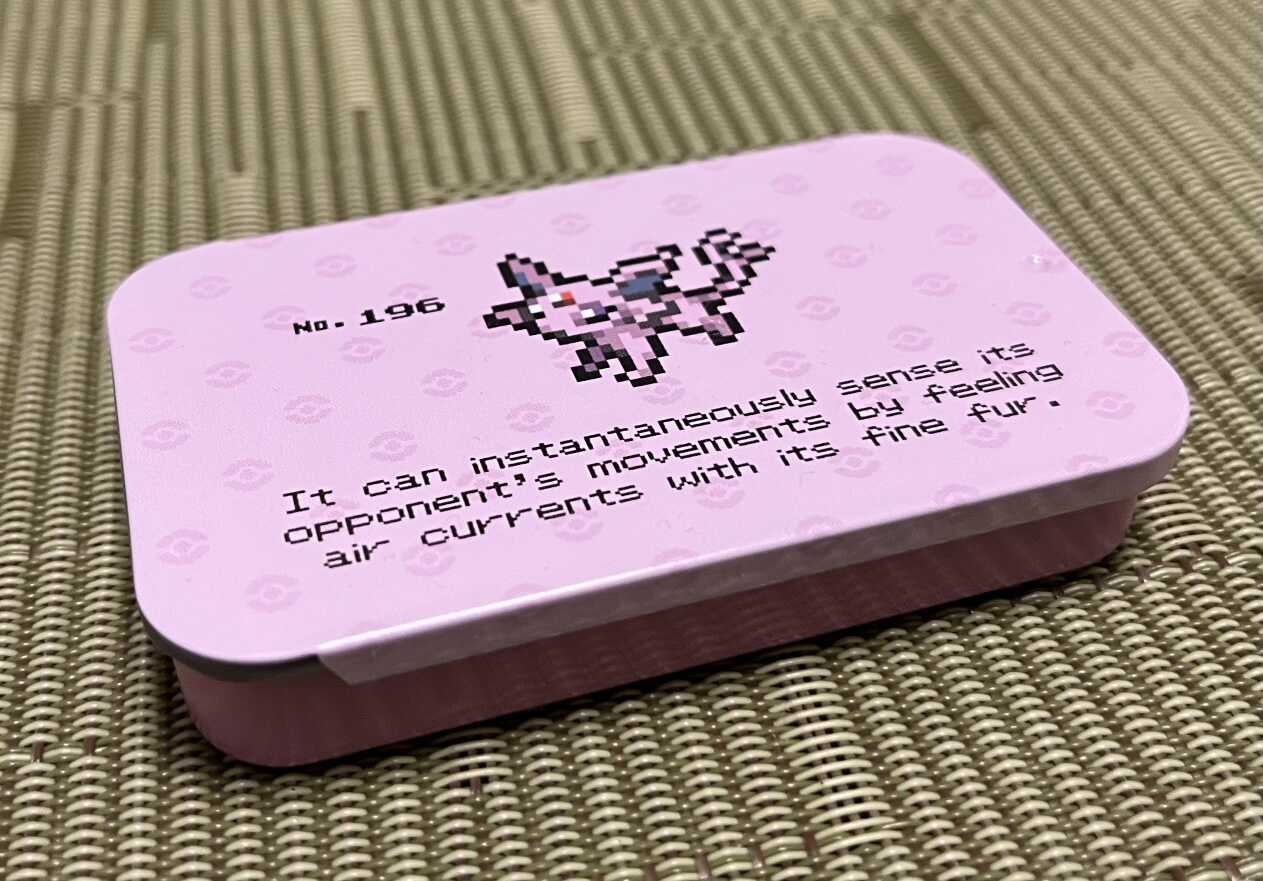 No. 196
It can instantaneously sense its
opponent's movements by feeling
air currents with its fine fur.